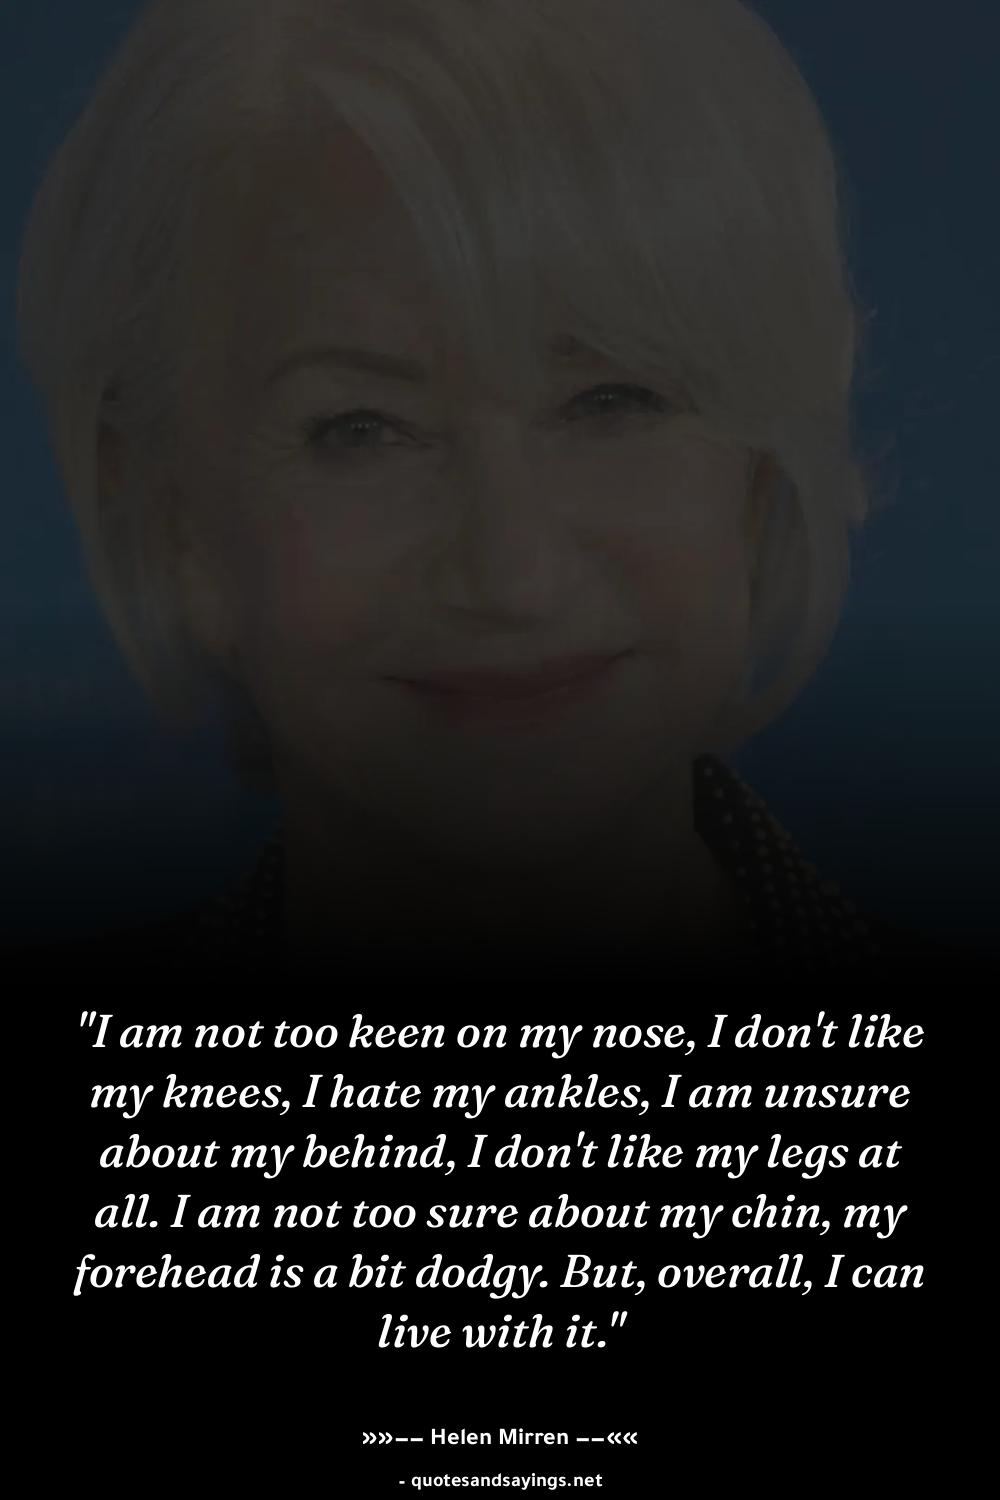 "I am not too keen on my nose, I don't like
my knees, I hate my ankles, I am unsure
about my behind, I don't like my legs at
all. I am not too sure about my chin, my
forehead is a bit dodgy. But, overall, I can
live with it."
»»–– Helen Mirren ––««
- quotesandsayings.net